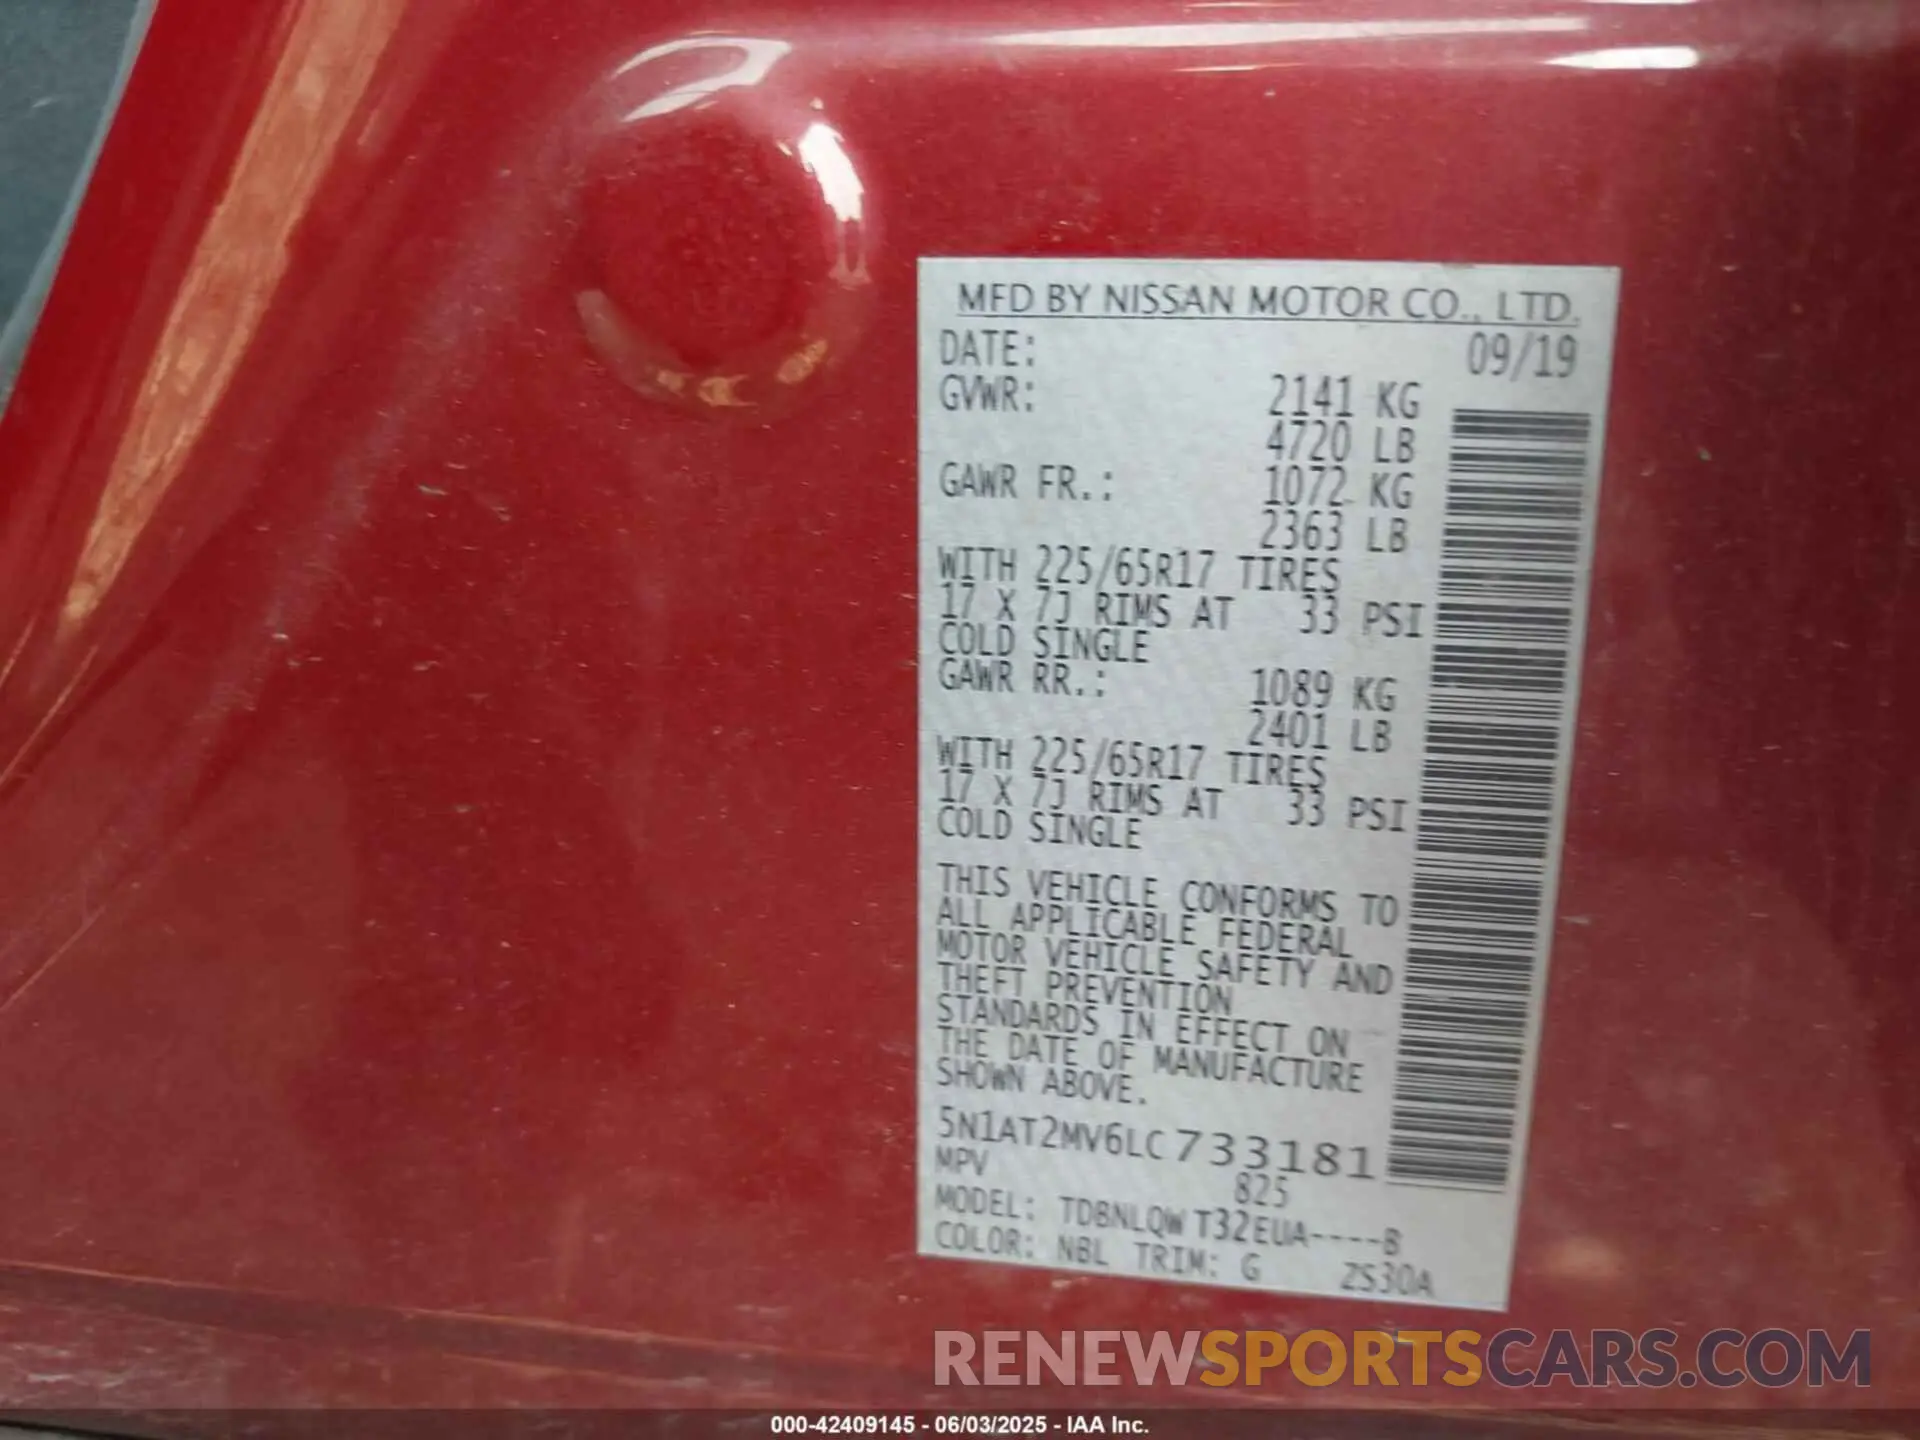 MFD BY NISSAN MOTOR CO., LTD.
DATE: 09/19
GVWR: 2141 KG
4720 LB
GAWR FR.: 1072 KG
2363 LB
WITH 225/65R17 TIRES
17 X 7J RIMS AT 33 PSI
COLD SINGLE
GAWR RR.: 1089 KG
2401 LB
WITH 225/65R17 TIRES
17 X 7J RIMS AT 33 PSI
COLD SINGLE
THIS VEHICLE CONFORMS TO
ALL APPLICABLE FEDERAL
MOTOR VEHICLE SAFETY AND
THEFT PREVENTION
STANDARDS IN EFFECT ON
THE DATE OF MANUFACTURE
SHOWN ABOVE.
5N1AT2MV6LC733181
MPV 825
MODEL: TDBNLQW T32EUA----B
COLOR: NBL TRIM: G ZS30A
RENEWSPORTSCARS.COM
000-42409145 - 06/03/2025 - IAA Inc.